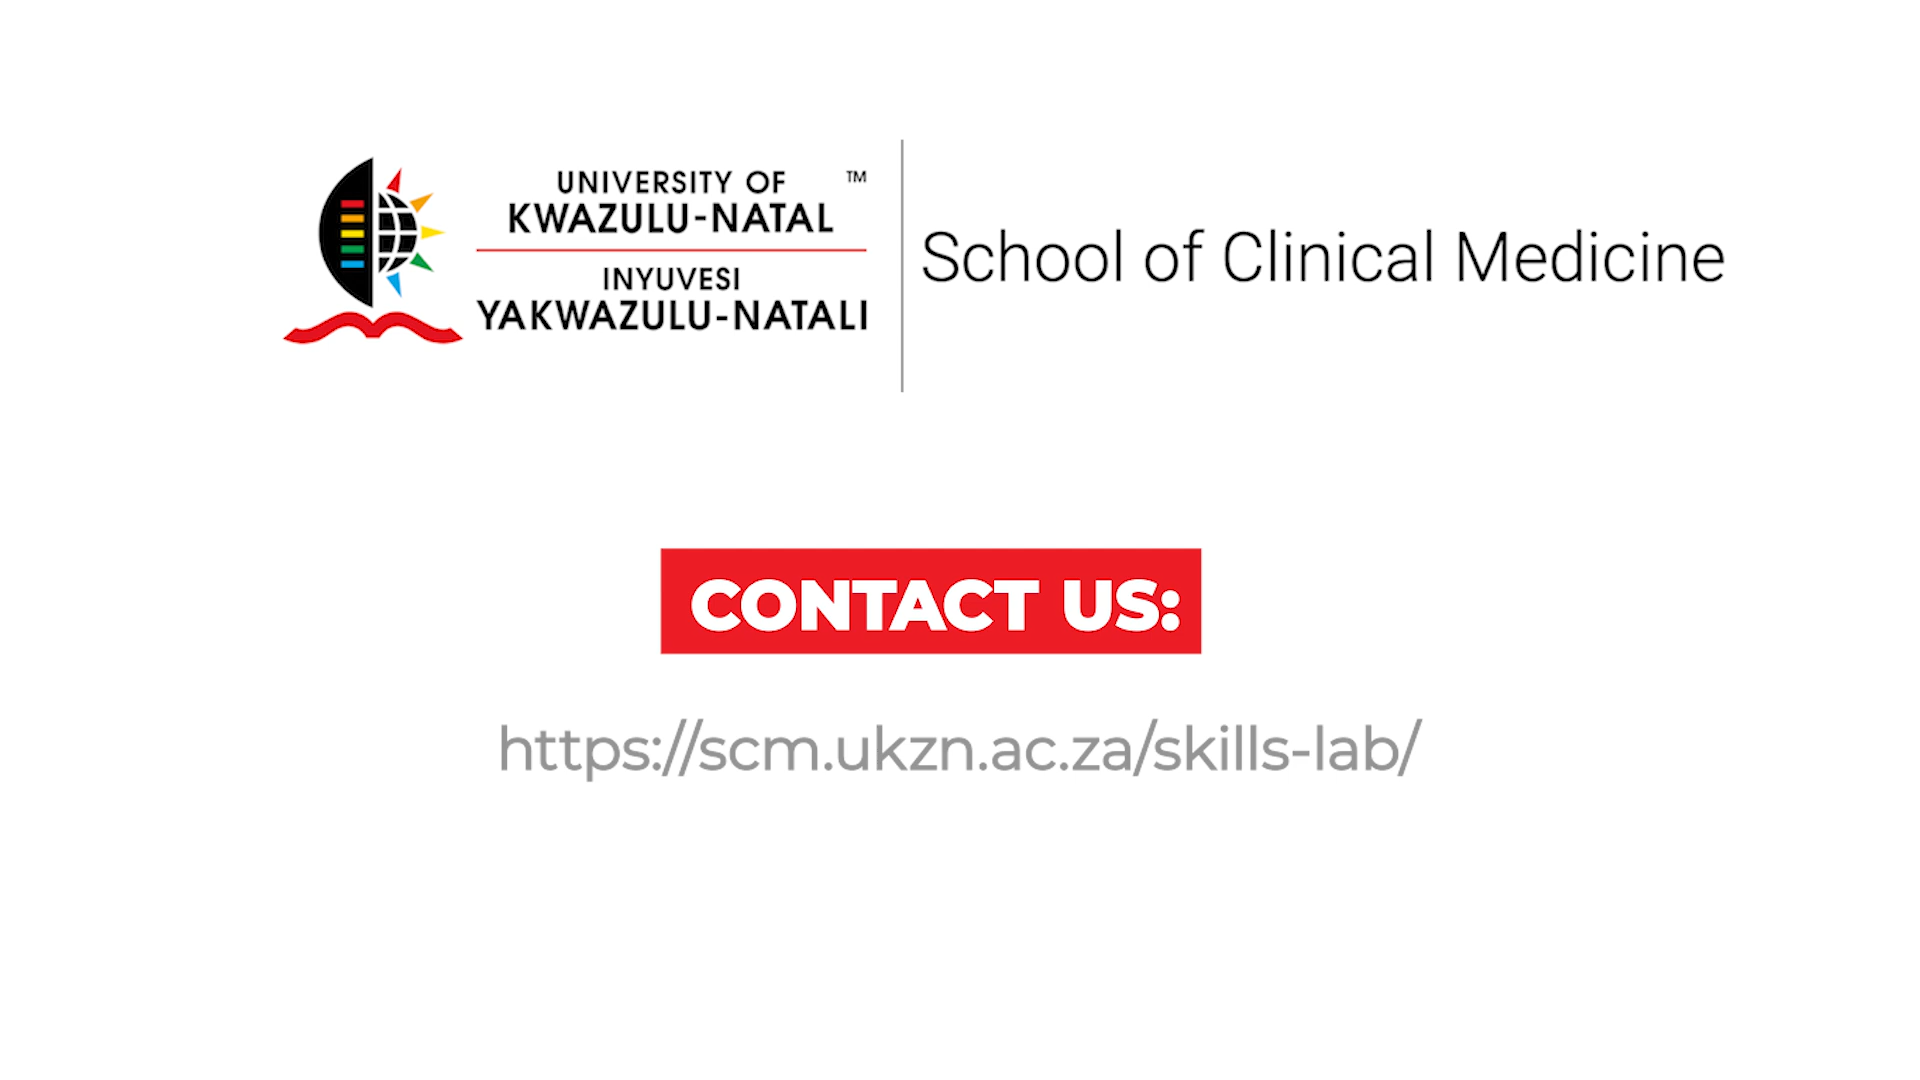 UNIVERSITY OF ™
KWAZULU-NATAL
INYUVESI
YAKWAZULU-NATALI
School of Clinical Medicine
CONTACT US:
https://scm.ukzn.ac.za/skills-lab/